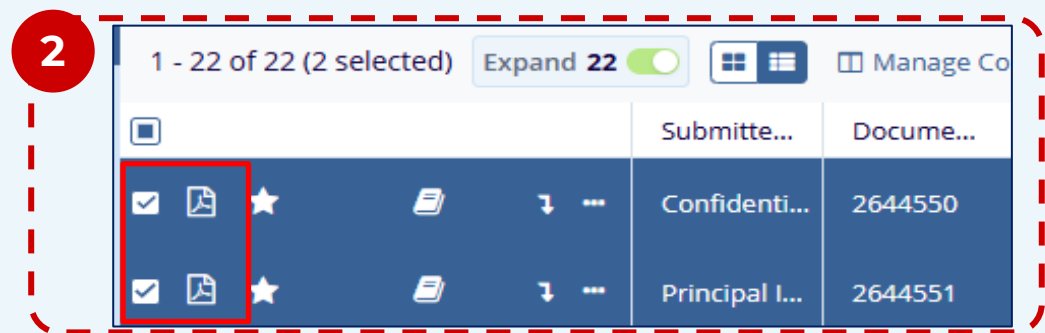 2
1 - 22 of 22 (2 selected) Expand 22 Manage Co
Submitte... Docume...
Confidenti... 2644550
Principal I... 2644551